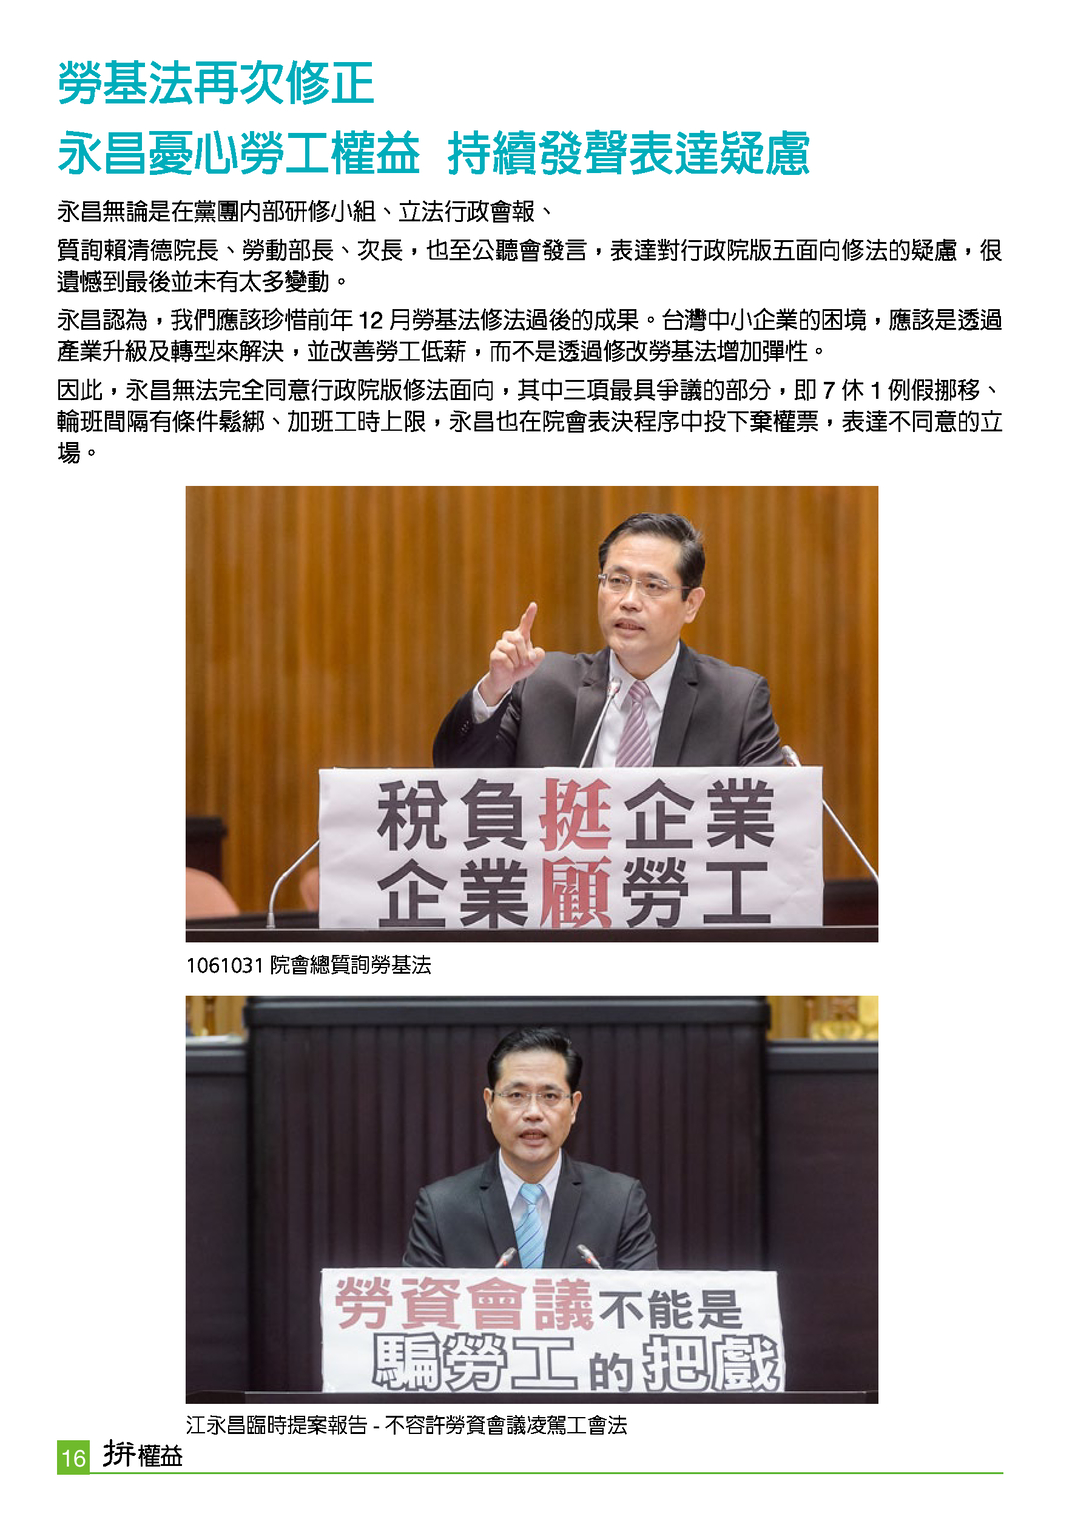 勞基法再次修正
永昌憂心勞工權益 持續發聲表達疑慮
永昌無論是在黨團內部研修小組、立法行政會報、
質詢賴清德院長、勞動部長、次長，也至公聽會發言，表達對行政院版五面向修法的疑慮，很
遺憾到最後並未有太多變動。
永昌認為，我們應該珍惜前年 12 月勞基法修法過後的成果。台灣中小企業的困境，應該是透過
產業升級及轉型來解決，並改善勞工低薪，而不是透過修改勞基法增加彈性。
因此，永昌無法完全同意行政院版修法面向，其中三項最具爭議的部分，即 7 休 1 例假挪移、
輪班間隔有條件鬆綁、加班工時上限，永昌也在院會表決程序中投下棄權票，表達不同意的立
場。
稅負挺企業
企業顧勞工
1061031 院會總質詢勞基法
勞資會議不能是
騙勞工的把戲
江永昌臨時提案報告 - 不容許勞資會議凌駕工會法
16 拚權益